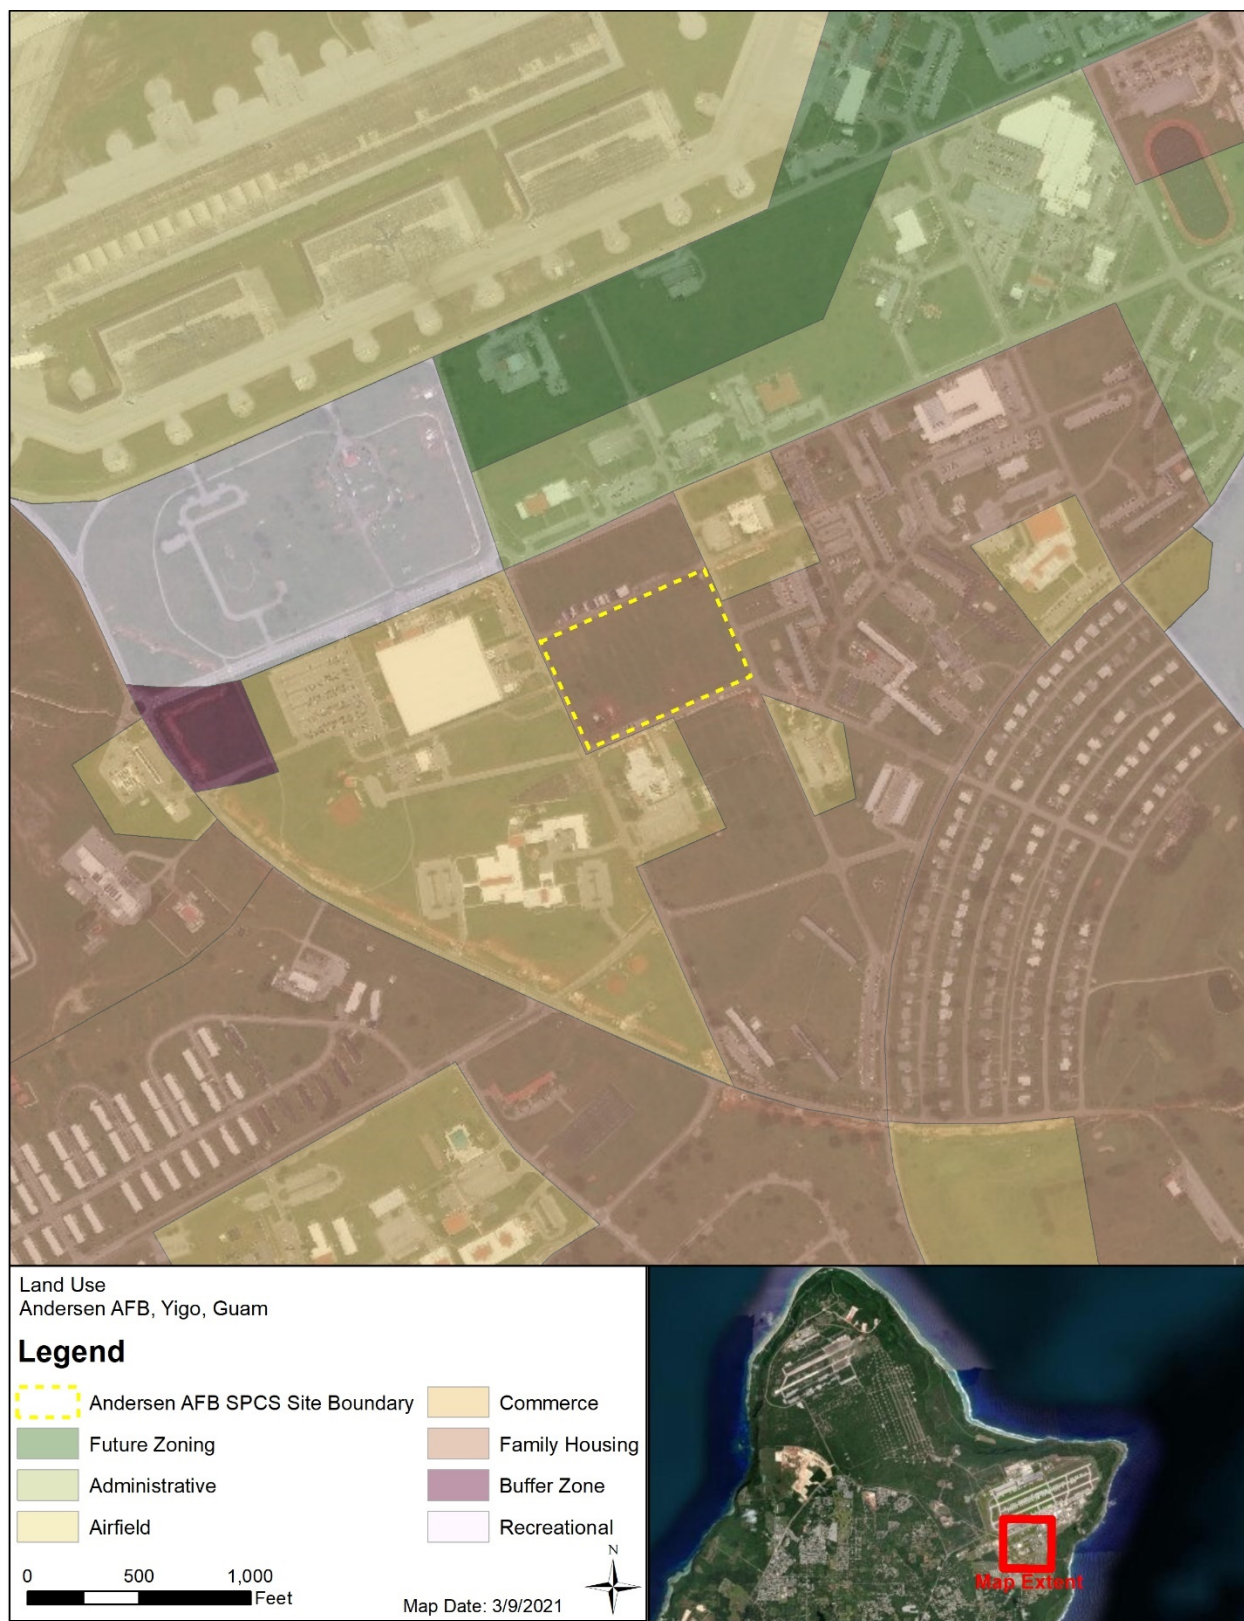 Land Use
Andersen AFB, Yigo, Guam
Legend
Andersen AFB SPCS Site Boundary
Future Zoning
Administrative
Airfield
Commerce
Family Housing
Buffer Zone
Recreational
0 500 1,000
Feet
Map Date: 3/9/2021
N
Map Extent